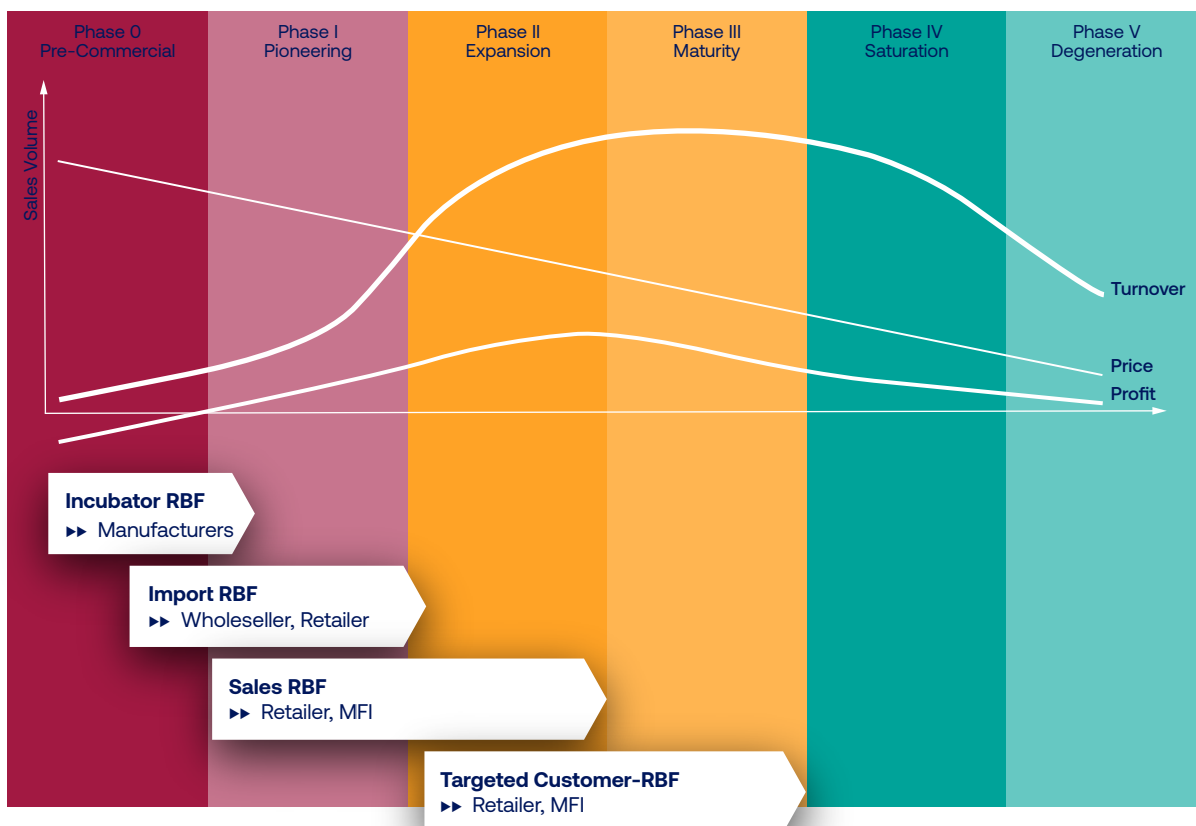 Phase 0
Pre-Commercial
Phase I
Pioneering
Phase II
Expansion
Phase III
Maturity
Phase IV
Saturation
Phase V
Degeneration
Sales Volume
Turnover
Price
Profit
Incubator RBF
Manufacturers
Import RBF
Wholeseller, Retailer
Sales RBF
Retailer, MFI
Targeted Customer-RBF
Retailer, MFI